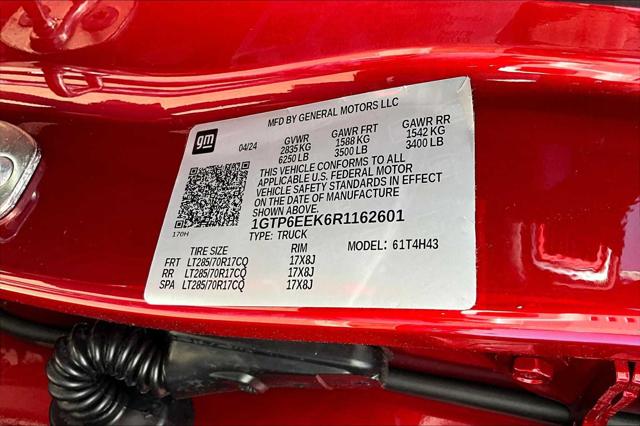 MFD BY GENERAL MOTORS LLC
gm
04/24 GVWR GAWR FRT GAWR RR
2835 KG 1588 KG 1542 KG
6250 LB 3500 LB 3400 LB
THIS VEHICLE CONFORMS TO ALL
APPLICABLE U.S. FEDERAL MOTOR
VEHICLE SAFETY STANDARDS IN EFFECT
ON THE DATE OF MANUFACTURE
SHOWN ABOVE.
1GTP6EEK6R1162601
170H
TYPE: TRUCK
MODEL: 61T4H43
TIRE SIZE RIM
FRT LT285/70R17CQ 17X8J
RR LT285/70R17CQ 17X8J
SPA LT285/70R17CQ 17X8J